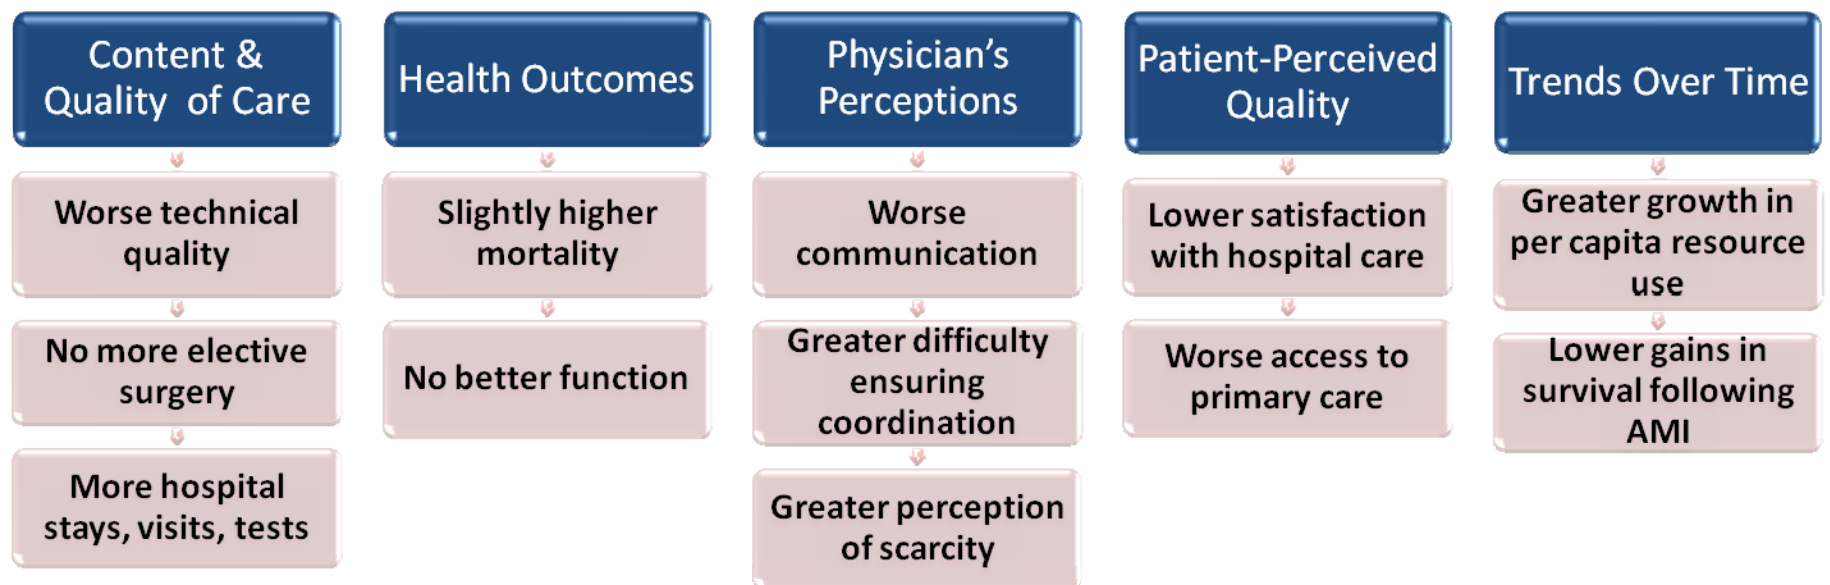 Content &
Quality of Care
Worse technical
quality
No more elective
surgery
More hospital
stays, visits, tests
Health Outcomes
Slightly higher
mortality
No better function
Physician's
Perceptions
Worse
communication
Greater difficulty
ensuring
coordination
Greater perception
of scarcity
Patient-Perceived
Quality
Lower satisfaction
with hospital care
Worse access to
primary care
Trends Over Time
Greater growth in
per capita resource
use
Lower gains in
survival following
AMI